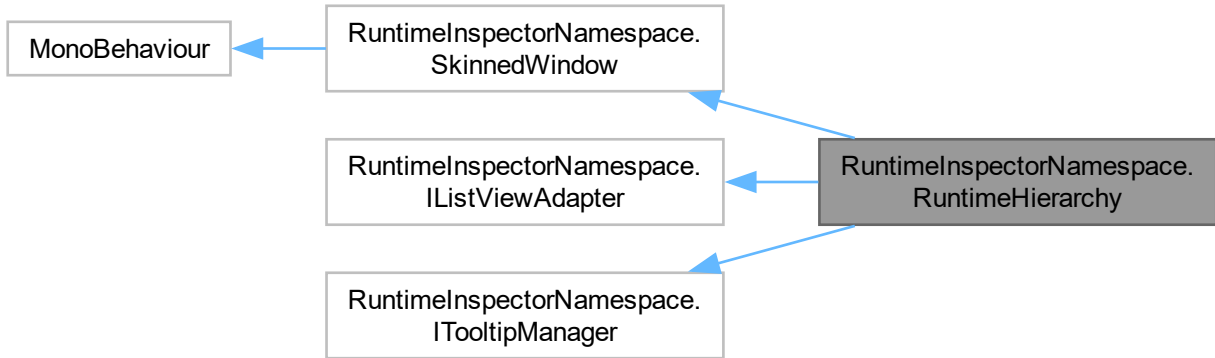 MonoBehaviour
RuntimeInspectorNamespace.
SkinnedWindow
RuntimeInspectorNamespace.
IListViewAdapter
RuntimeInspectorNamespace.
ITooltipManager
RuntimeInspectorNamespace.
RuntimeHierarchy